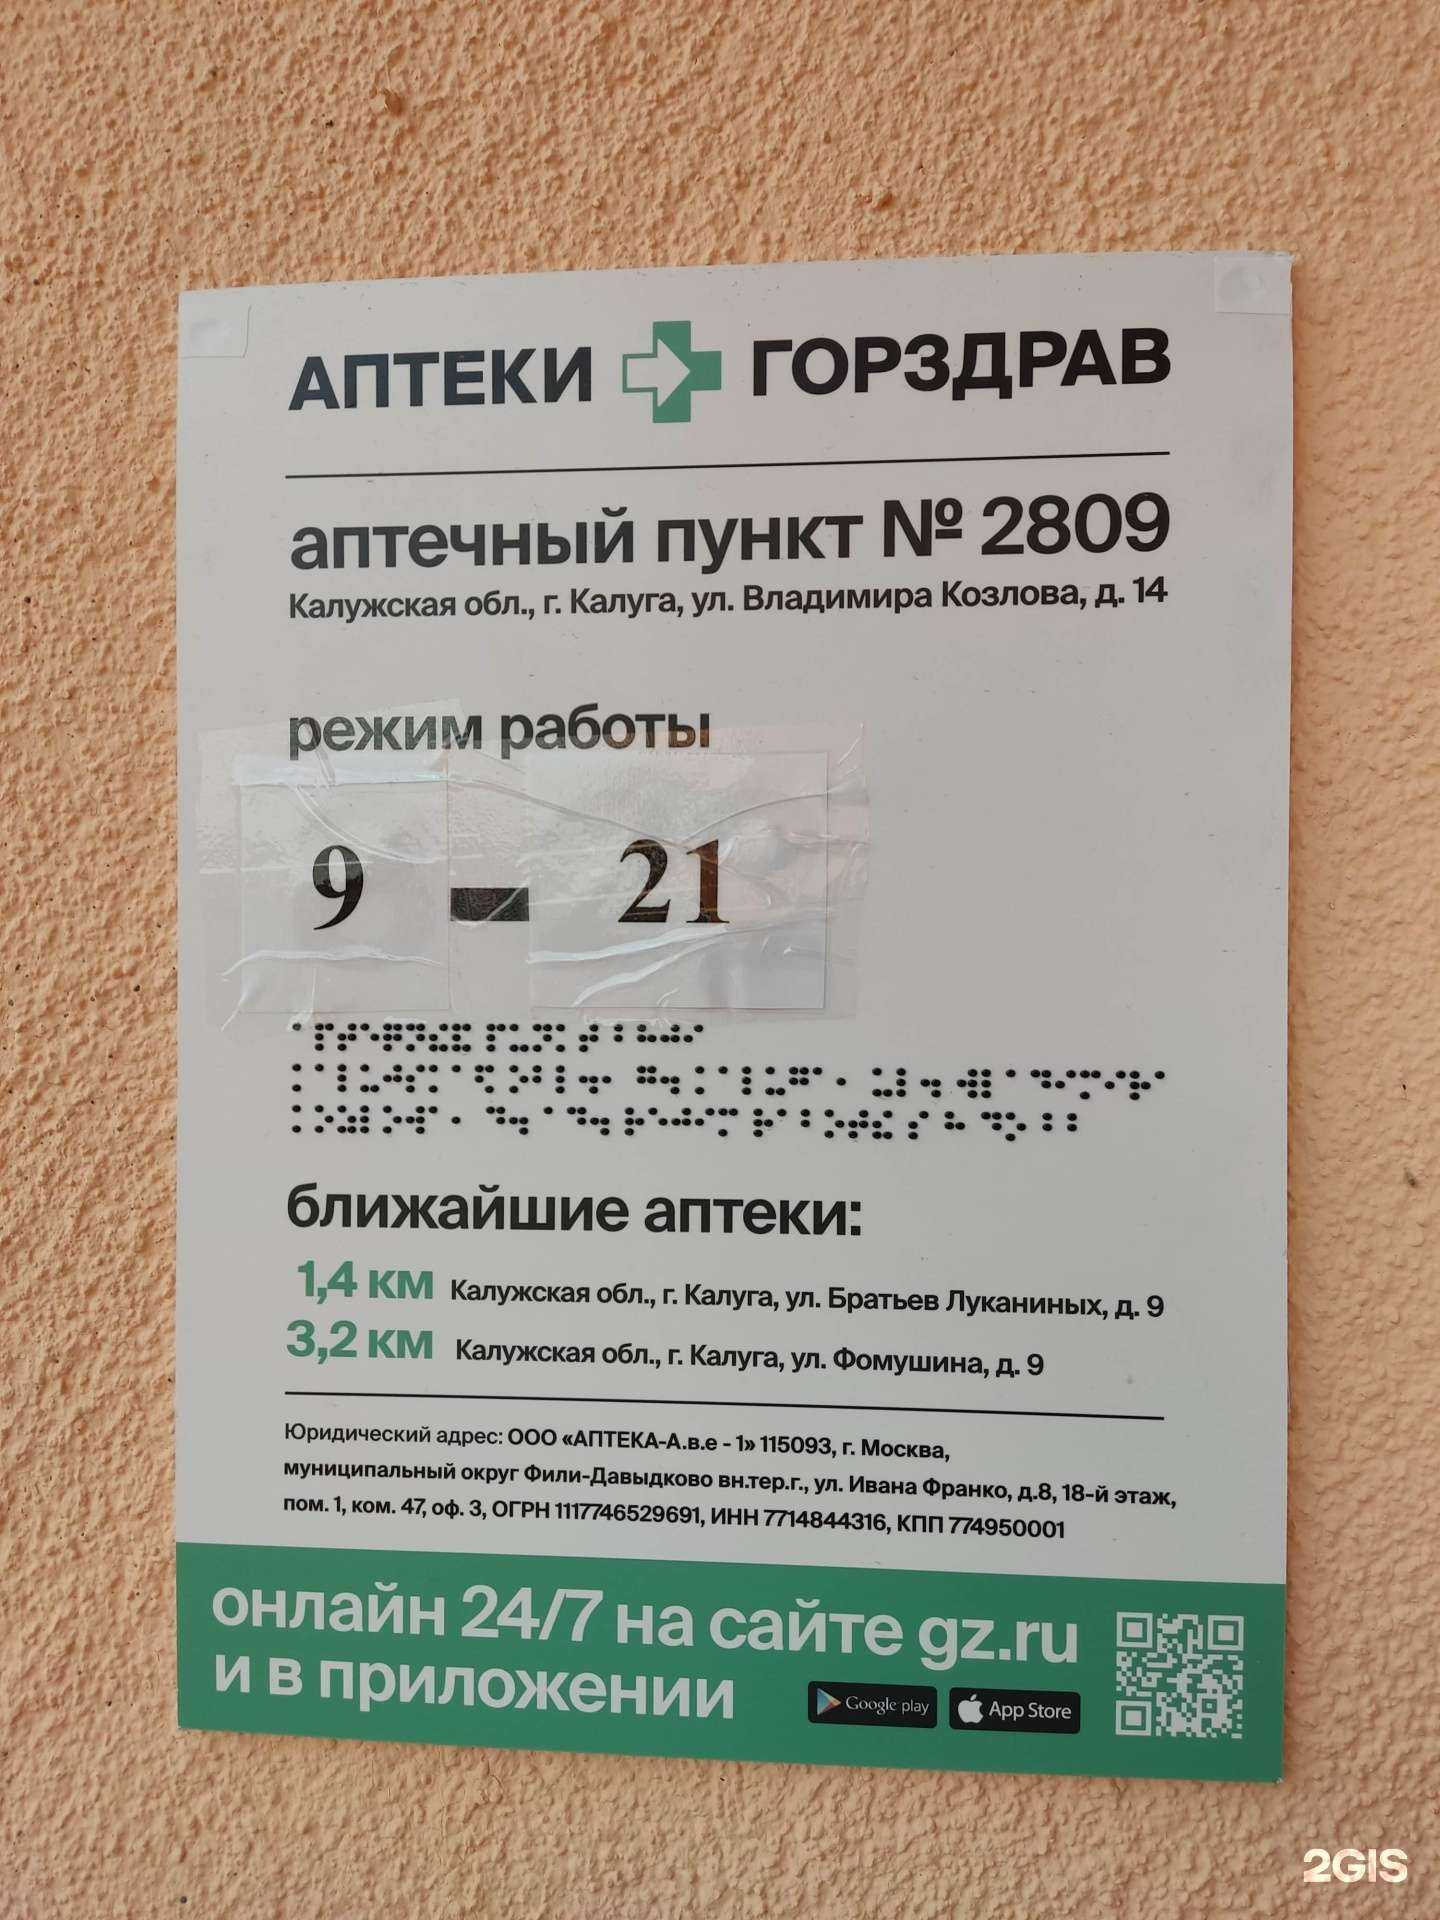 АПТЕКИ ГОРЗДРАВ
аптечный пункт № 2809
Калужская обл., г. Калуга, ул. Владимира Козлова, д. 14
режим работы
9 - 21
ближайшие аптеки:
1,4 км Калужская обл., г. Калуга, ул. Братьев Луканиных, д. 9
3,2 км Калужская обл., г. Калуга, ул. Фомушина, д. 9
Юридический адрес: ООО «АПТЕКА-А.в.е - 1» 115093, г. Москва,
муниципальный округ Фили-Давыдково вн.тер.г., ул. Ивана Франко, д.8, 18-й этаж,
пом. 1, ком. 47, оф. 3, ОГРН 1117746529691, ИНН 7714844316, КПП 774950001
онлайн 24/7 на сайте gz.ru
и в приложении
Google play App Store
2GIS